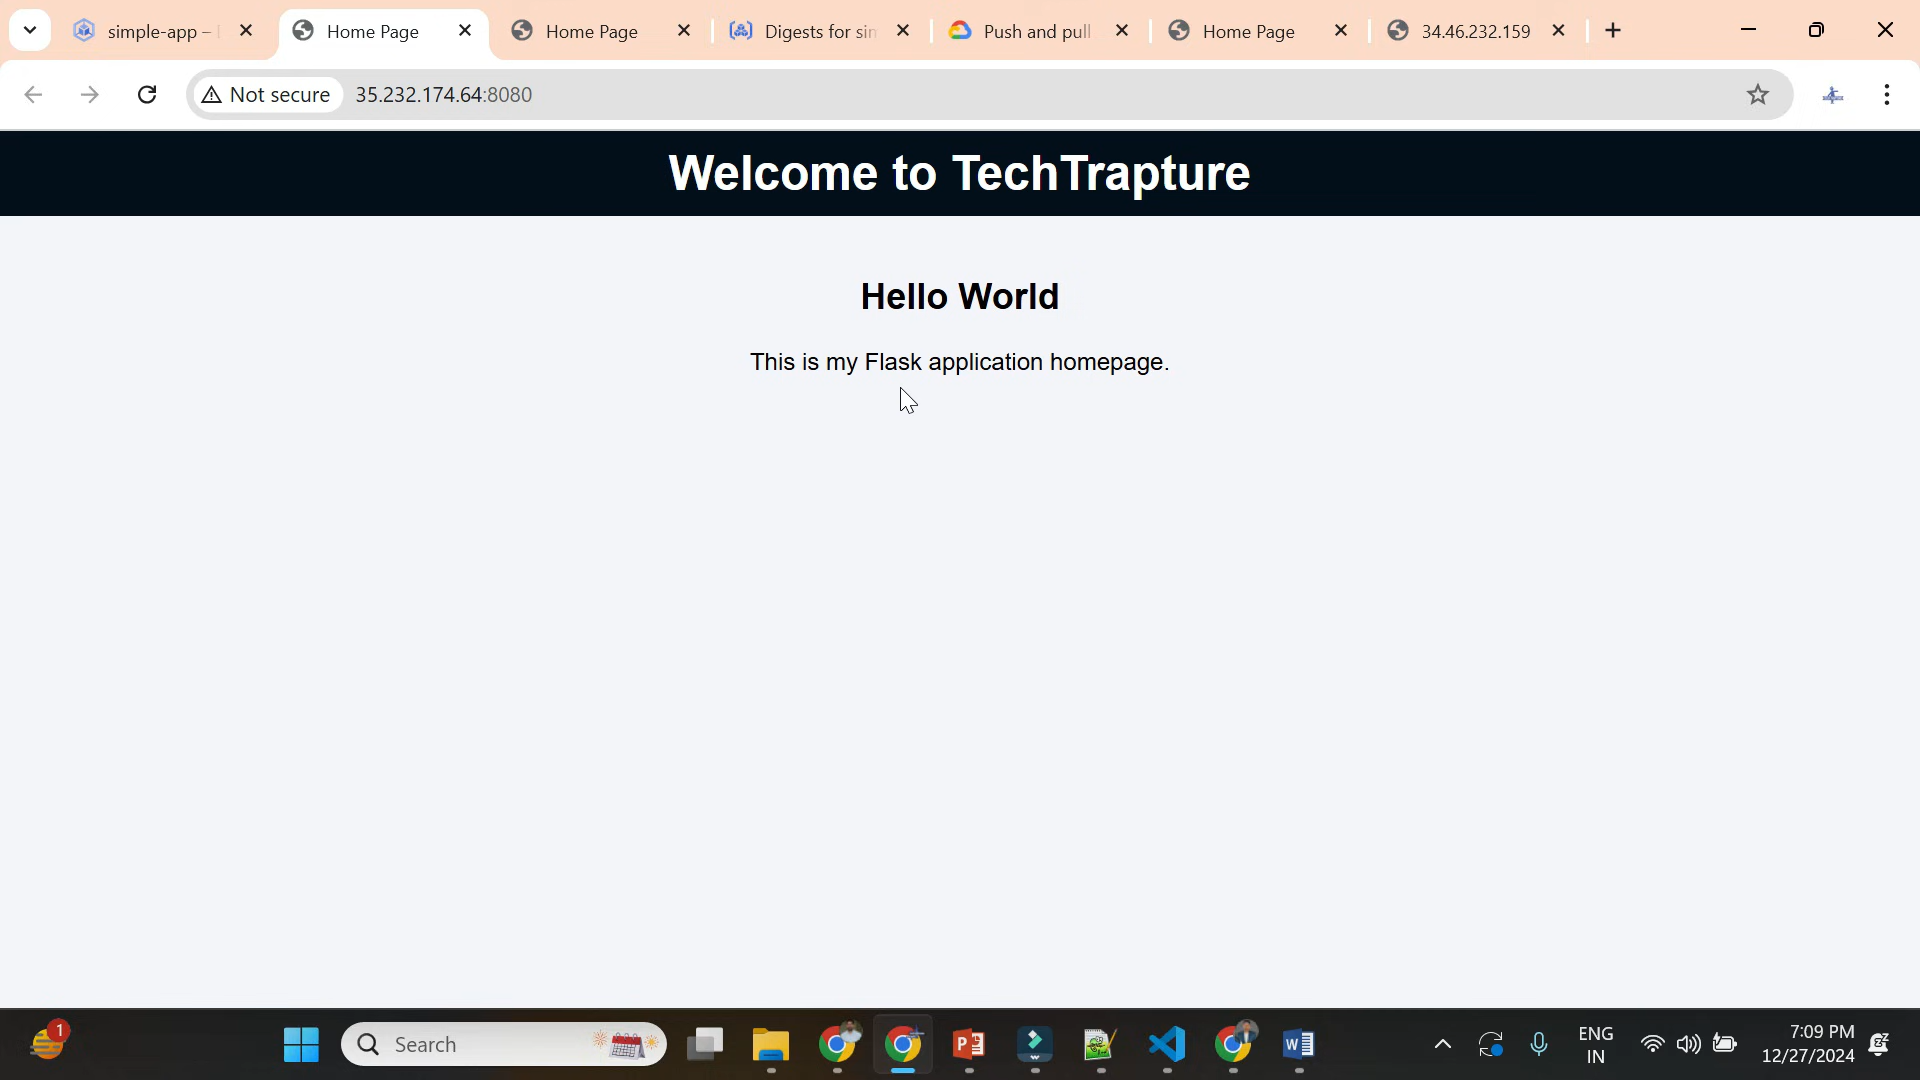 simple-app –
Home Page
Home Page
Digests for sin
Push and pull
Home Page
34.46.232.159
Not secure
35.232.174.64:8080
Welcome to TechTrapture
Hello World
This is my Flask application homepage.
1
Search
ENG
IN
7:09 PM
12/27/2024